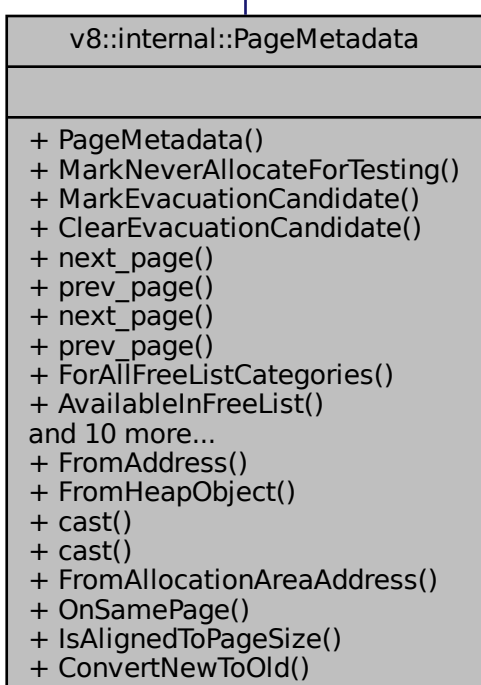 v8::internal::PageMetadata
+ PageMetadata()
+ MarkNeverAllocateForTesting()
+ MarkEvacuationCandidate()
+ ClearEvacuationCandidate()
+ next_page()
+ prev_page()
+ next_page()
+ prev_page()
+ ForAllFreeListCategories()
+ AvailableInFreeList()
and 10 more...
+ FromAddress()
+ FromHeapObject()
+ cast()
+ cast()
+ FromAllocationAreaAddress()
+ OnSamePage()
+ IsAlignedToPageSize()
+ ConvertNewToOld()